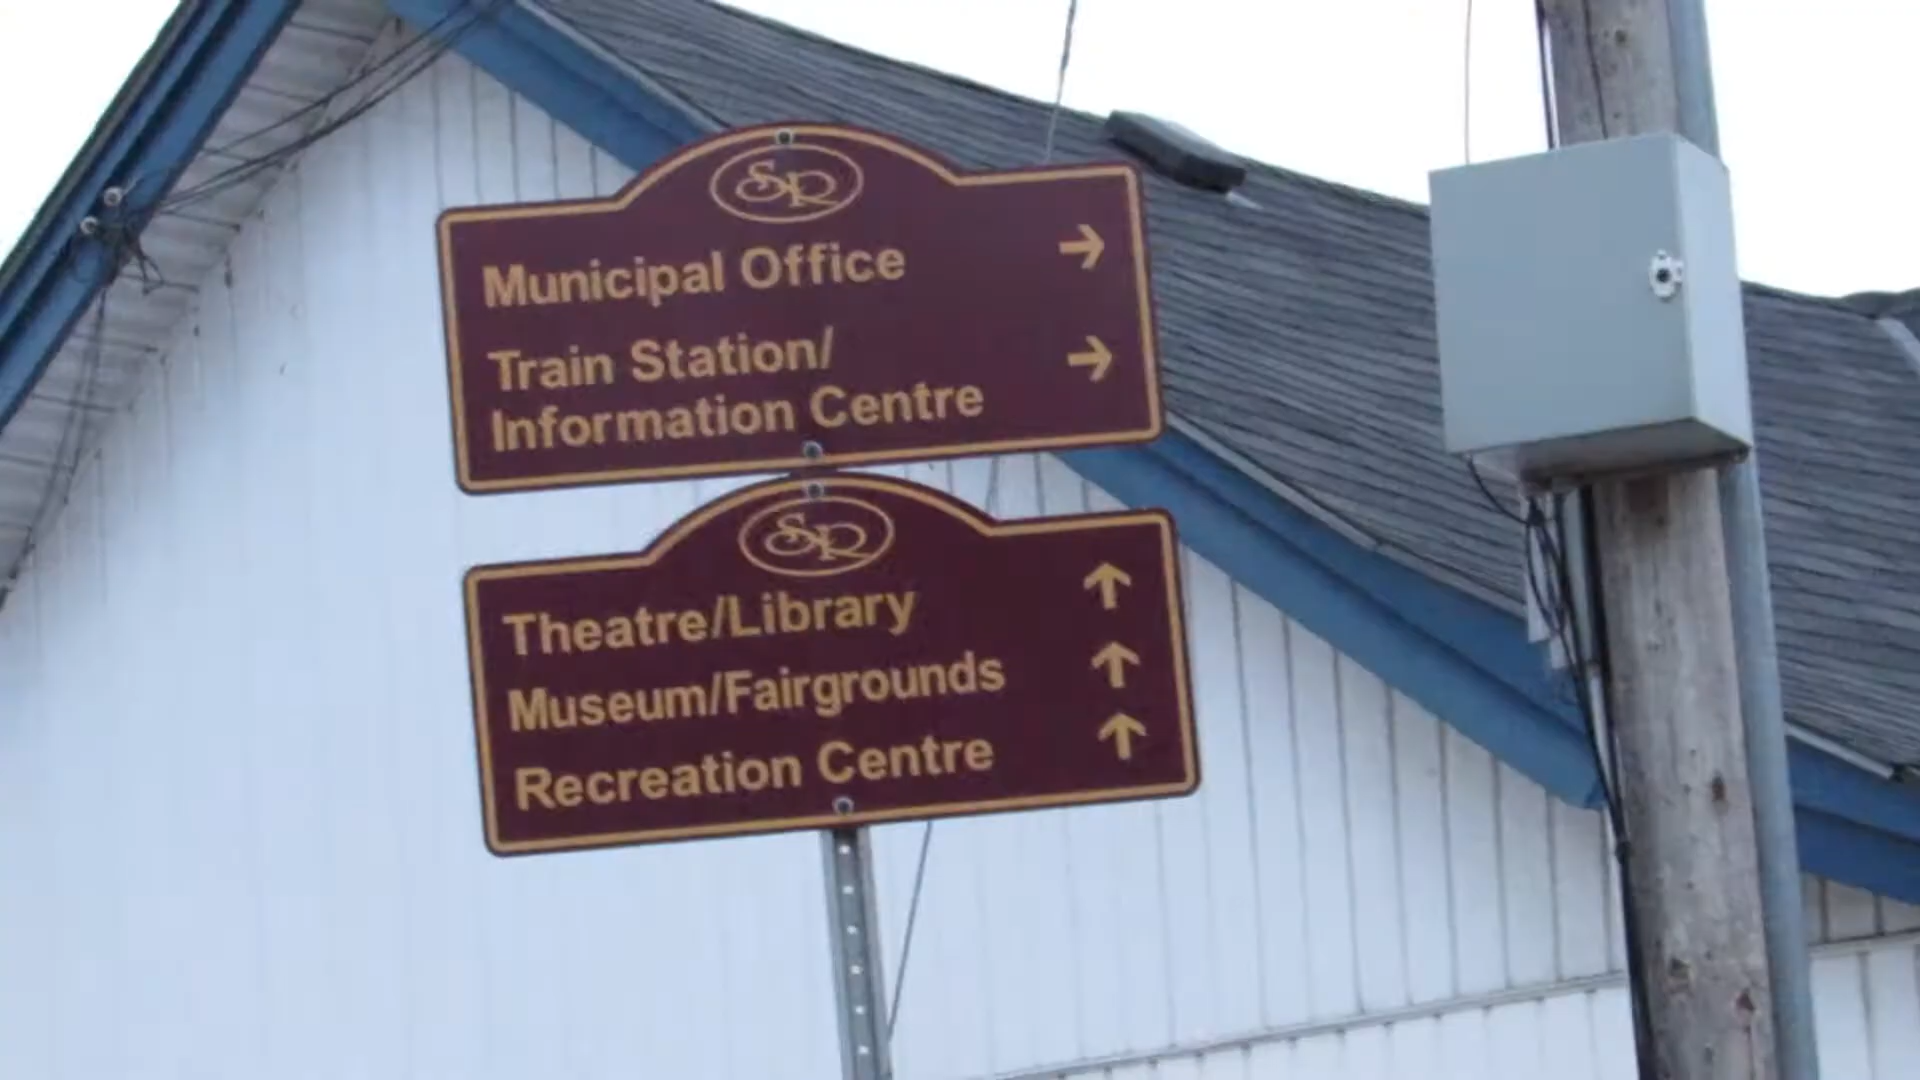 SR
Municipal Office
Train Station/
Information Centre
SR
Theatre/Library
Museum/Fairgrounds
Recreation Centre